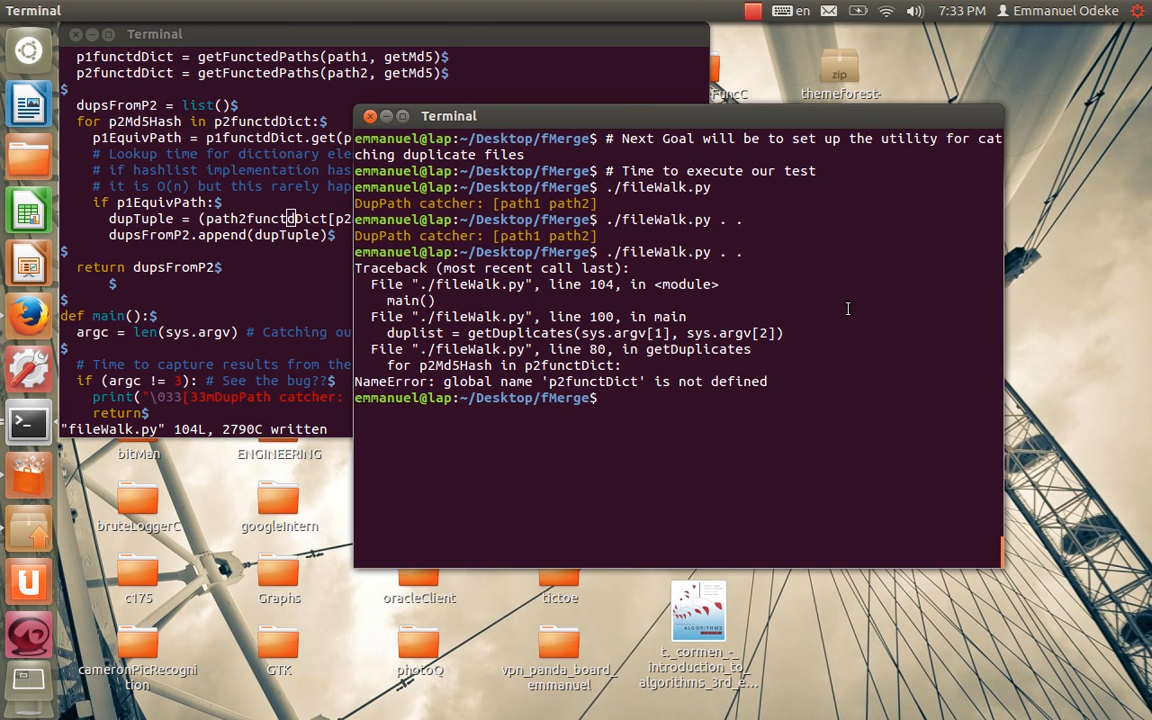 Terminal
en
7:33 PM
Emmanuel Odeke
Terminal
p1functdDict = getFunctedPaths(path1, getMd5)$
p2functdDict = getFunctedPaths(path2, getMd5)$
$
dupsFromP2 = list()$
for p2Md5Hash in p2functdDict:$
p1EquivPath = p1functdDict.get(p
# Lookup time for dictionary ele
# if hashlist implementation has
# it is O(n) but this rarely hap
if p1EquivPath:$
dupTuple = (path2functdDict[p2
dupsFromP2.append(dupTuple)$
$
return dupsFromP2$
$
$
def main():$
argc = len(sys.argv) # Catching ou
$
# Time to capture results from the
if (argc != 3): # See the bug??$
print("\033[33mDupPath catcher:
return$
"fileWalk.py" 104L, 2790C written
Terminal
emmanuel@lap:~/Desktop/fMerge$ # Next Goal will be to set up the utility for cat
ching duplicate files
emmanuel@lap:~/Desktop/fMerge$ # Time to execute our test
emmanuel@lap:~/Desktop/fMerge$ ./fileWalk.py
DupPath catcher: [path1 path2]
emmanuel@lap:~/Desktop/fMerge$ ./fileWalk.py . .
DupPath catcher: [path1 path2]
emmanuel@lap:~/Desktop/fMerge$ ./fileWalk.py . .
Traceback (most recent call last):
File "./fileWalk.py", line 104, in <module>
main()
File "./fileWalk.py", line 100, in main
duplist = getDuplicates(sys.argv[1], sys.argv[2])
File "./fileWalk.py", line 80, in getDuplicates
for p2Md5Hash in p2functDict:
NameError: global name 'p2functDict' is not defined
emmanuel@lap:~/Desktop/fMerge$
FuncC
zip
themeforest-
bitMan
ENGINEERING
bruteLoggerC
googleIntern
c175
Graphs
oracleClient
tictoe
cameronPicRecogni
tion
GTK
photoQ
vpn_panda_board_
emmanuel
ALGORITHMS
t._cormen_-_
introduction_to_
algorithms_3rd_e...